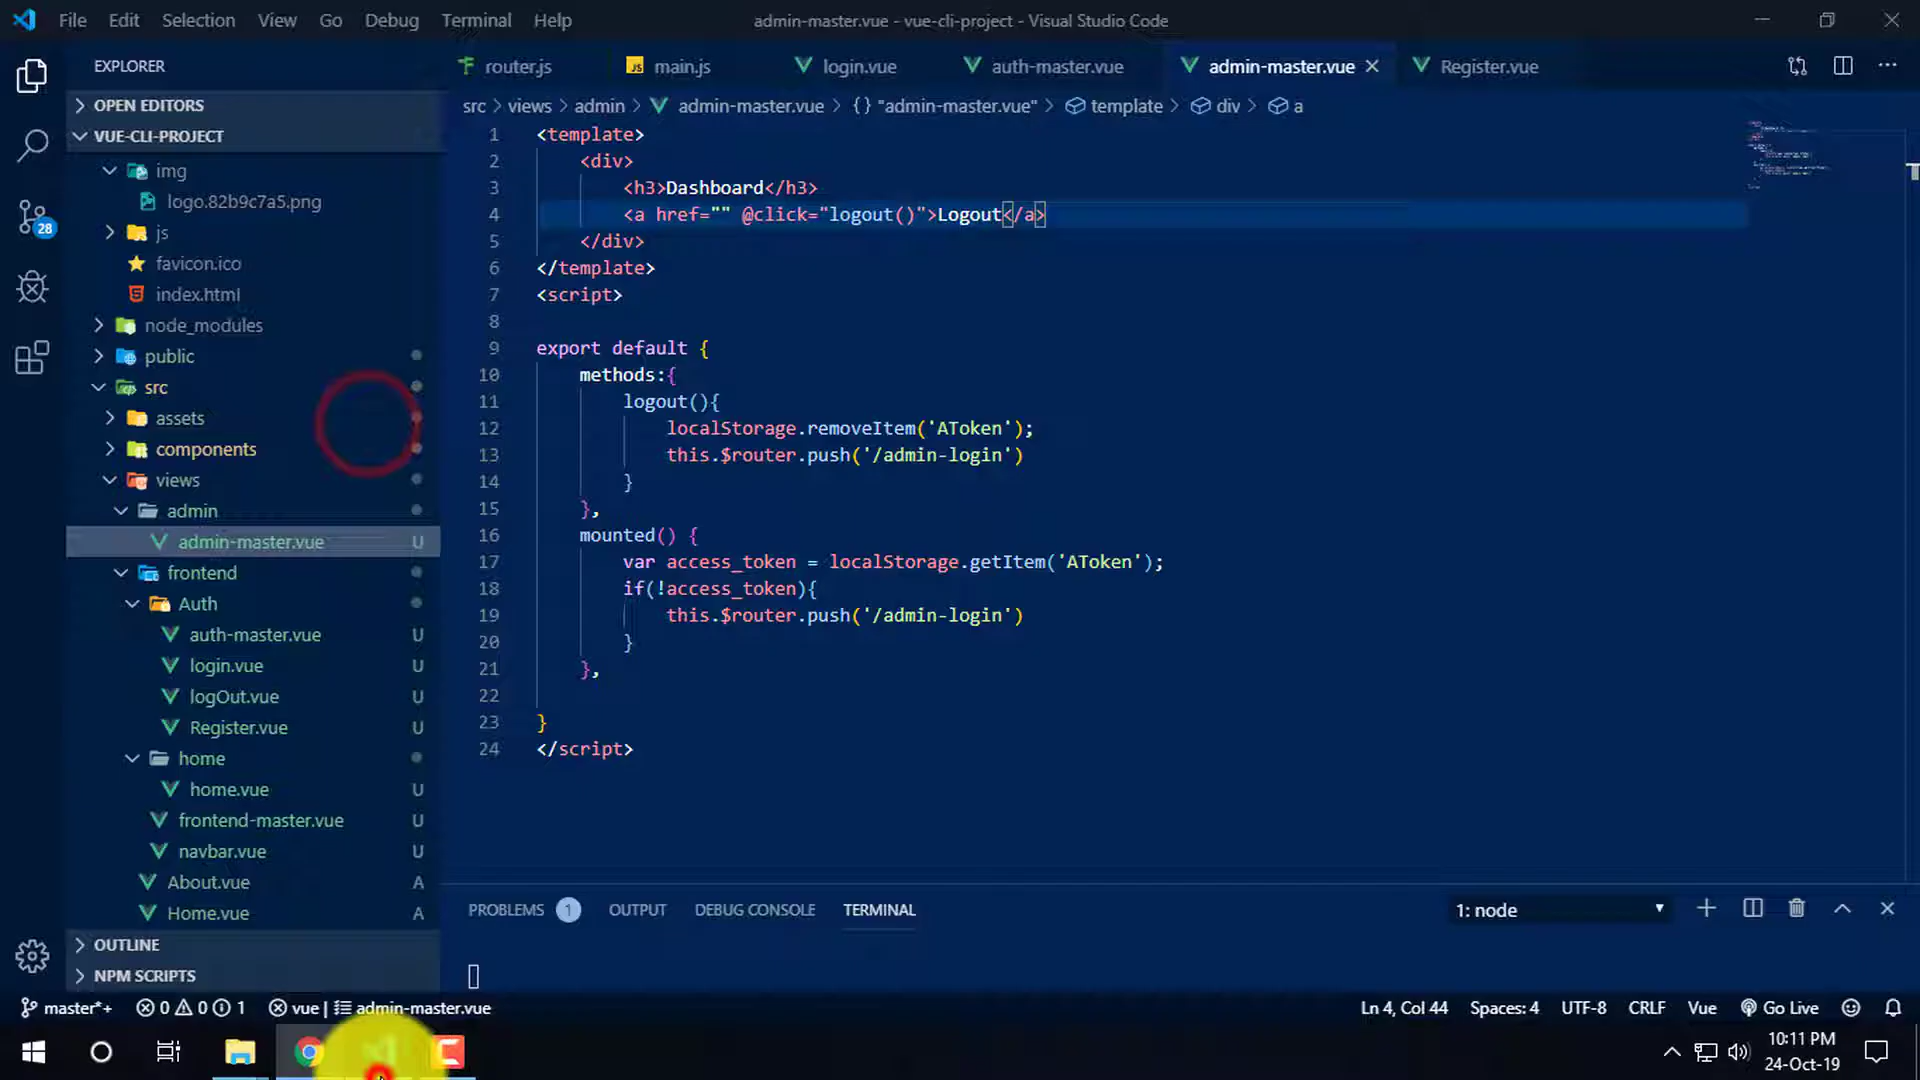 File Edit Selection View Go Debug Terminal Help
admin-master.vue - vue-cli-project - Visual Studio Code
EXPLORER
OPEN EDITORS
VUE-CLI-PROJECT
img
logo.82b9c7a5.png
js
favicon.ico
index.html
node_modules
public
src
assets
components
views
admin
admin-master.vue U
frontend
Auth
auth-master.vue U
login.vue U
logOut.vue U
Register.vue U
home
home.vue U
frontend-master.vue U
navbar.vue U
About.vue A
Home.vue A
OUTLINE
NPM SCRIPTS
28
router.js JS main.js login.vue auth-master.vue admin-master.vue Register.vue
src > views > admin > admin-master.vue > {} "admin-master.vue" > template > div > a
1 <template>
2 <div>
3 <h3>Dashboard</h3>
4 <a href="" @click="logout()">Logout</a>
5 </div>
6 </template>
7 <script>
8
9 export default {
10 methods:{
11 logout(){
12 localStorage.removeItem('AToken');
13 this.$router.push('/admin-login')
14 }
15 },
16 mounted() {
17 var access_token = localStorage.getItem('AToken');
18 if(!access_token){
19 this.$router.push('/admin-login')
20 }
21 },
22
23 }
24 </script>
PROBLEMS 1 OUTPUT DEBUG CONSOLE TERMINAL 1: node
master*+ 0 0 1 vue | admin-master.vue Ln 4, Col 44 Spaces: 4 UTF-8 CRLF Vue Go Live
10:11 PM
24-Oct-19